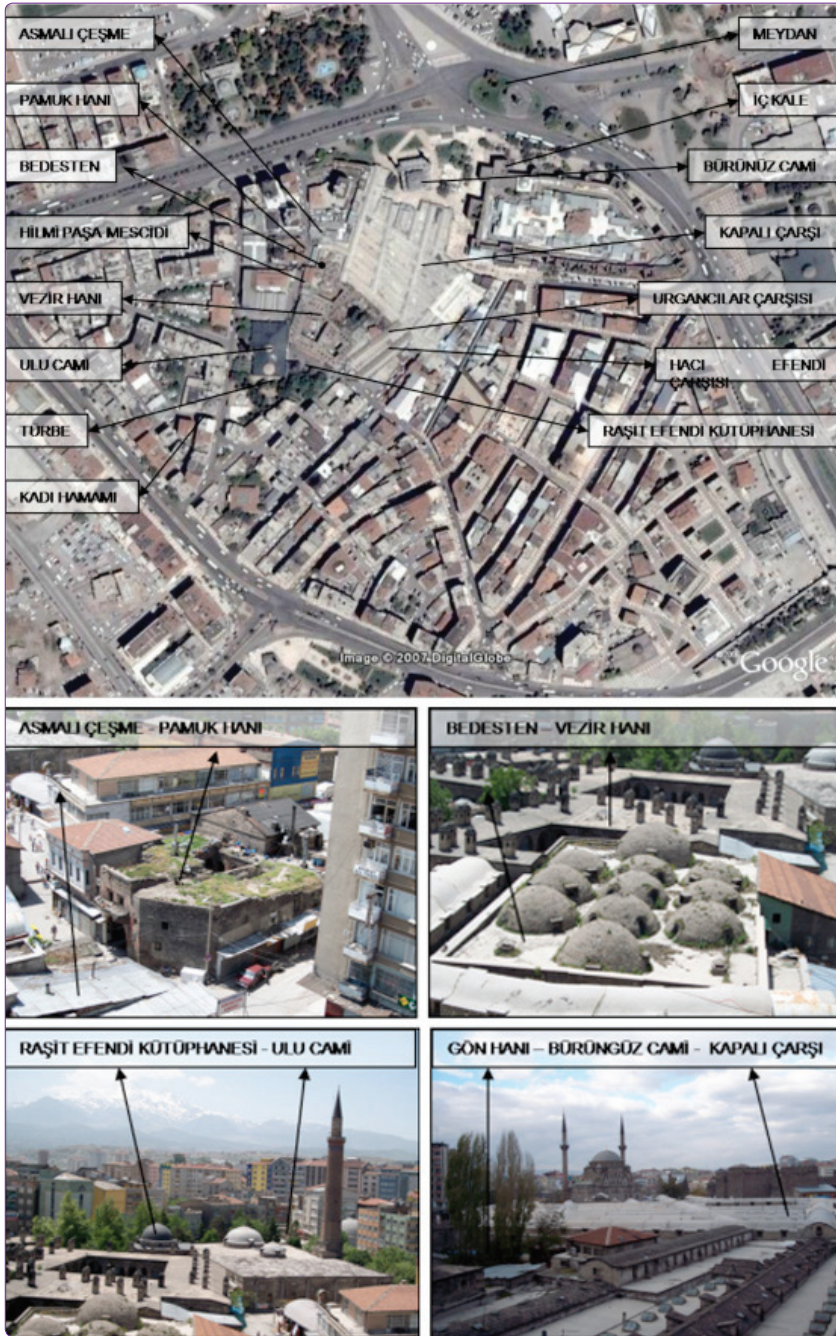 ASMALI ÇEŞME
MEYDAN
PAMUK HANI
İÇ KALE
BEDESTEN
BÜRÜNÜZ CAMİ
HİLMİ PAŞA MESCİDİ
KAPALI ÇARŞI
VEZİR HANI
URGANCILAR ÇARŞISI
ULU CAMİ
HACI EFENDİ
ÇARŞISI
TÜRBE
RAŞİT EFENDİ KÜTÜPHANESİ
KADI HAMAMI
Image © 2007 DigitalGlobe
Google
ASMALI ÇEŞME - PAMUK HANI
BEDESTEN – VEZİR HANI
RAŞİT EFENDİ KÜTÜPHANESİ - ULU CAMİ
GÖN HANI – BÜRÜNGÜZ CAMİ - KAPALI ÇARŞI